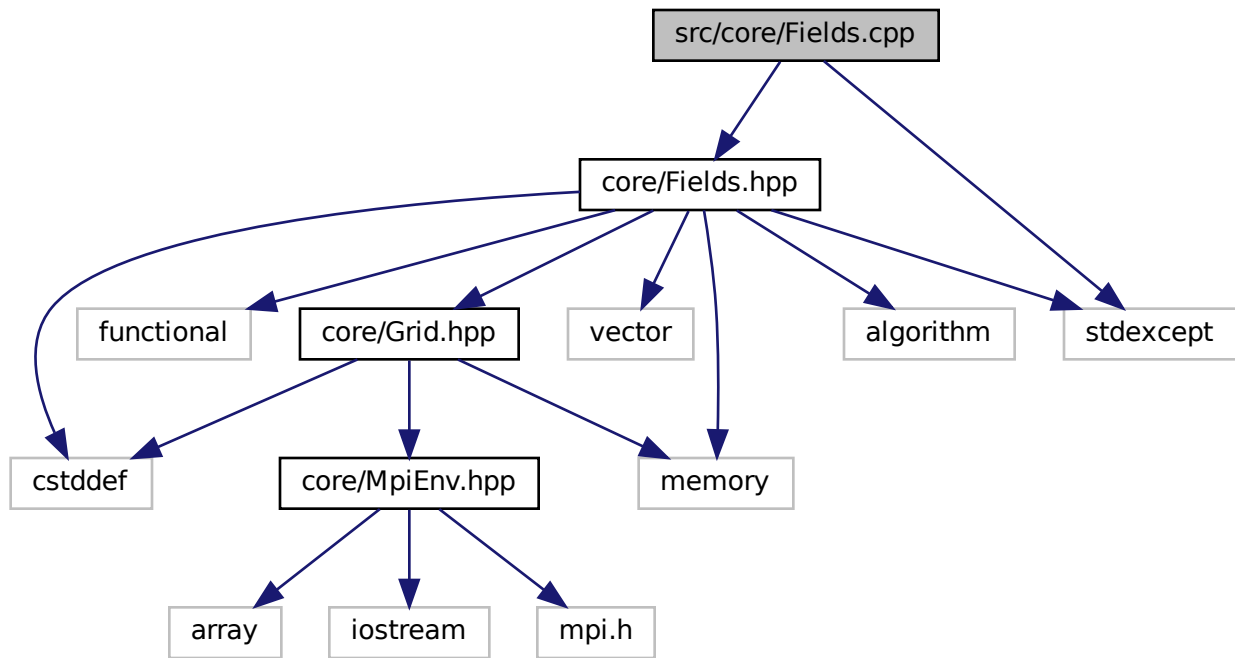 src/core/Fields.cpp
core/Fields.hpp
functional
core/Grid.hpp
vector
algorithm
stdexcept
cstddef
core/MpiEnv.hpp
memory
array
iostream
mpi.h